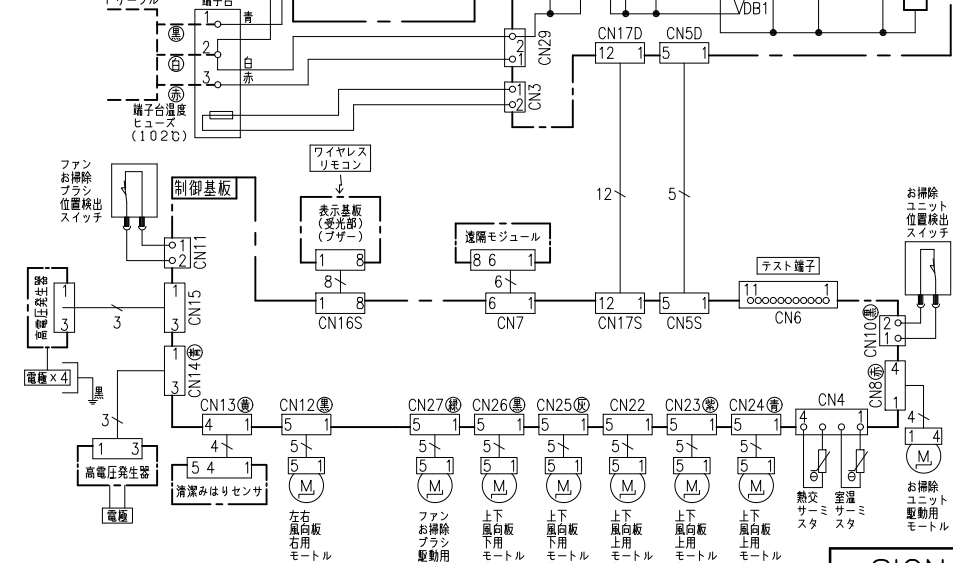 端子台
VDB1
1 青
黒
2
白
白
3
赤
赤
端子台温度
ヒューズ
(102℃)
2
1
CN29
1
2
CN3
CN17D
12 1
CN5D
5 1
12
5
ワイヤレス
リモコン
ファン
お掃除
ブラシ
位置検出
スイッチ
制御基板
1
2
CN11
表示基板
(受光部)
(ブザー)
1 8
8
1 8
CN16S
遠隔モジュール
8 6 1
6
6 1
CN7
12 1
CN17S
5 1
CN5S
テスト端子
11 1
CN6
お掃除
ユニット
位置検出
スイッチ
2
1
CN10 黒
高電圧発生器
1
3
3
1
3
CN15
1
3
CN14 青
電極×4
黒
3
1 3
高電圧発生器
電極
CN13 黄
4 1
4
5 4 1
清潔みはりセンサ
CN12 黒
5 1
5
5 1
M
左右
風向板
右用
モートル
CN27 緑
5 1
5
5 1
M
ファン
お掃除
ブラシ
駆動用
CN26 黒
5 1
5
5 1
M
上下
風向板
下用
モートル
CN25 灰
5 1
5
5 1
M
上下
風向板
下用
モートル
CN22
5 1
5
5 1
M
上下
風向板
上用
モートル
CN23 紫
5 1
5
5 1
M
上下
風向板
上用
モートル
CN24 青
5 1
5
5 1
M
上下
風向板
上用
モートル
CN4
4 1
θ
θ
熱交
サーミ
スタ
室温
サーミ
スタ
4
1
CN18 赤
4
1 4
M
お掃除
ユニット
駆動用
モートル